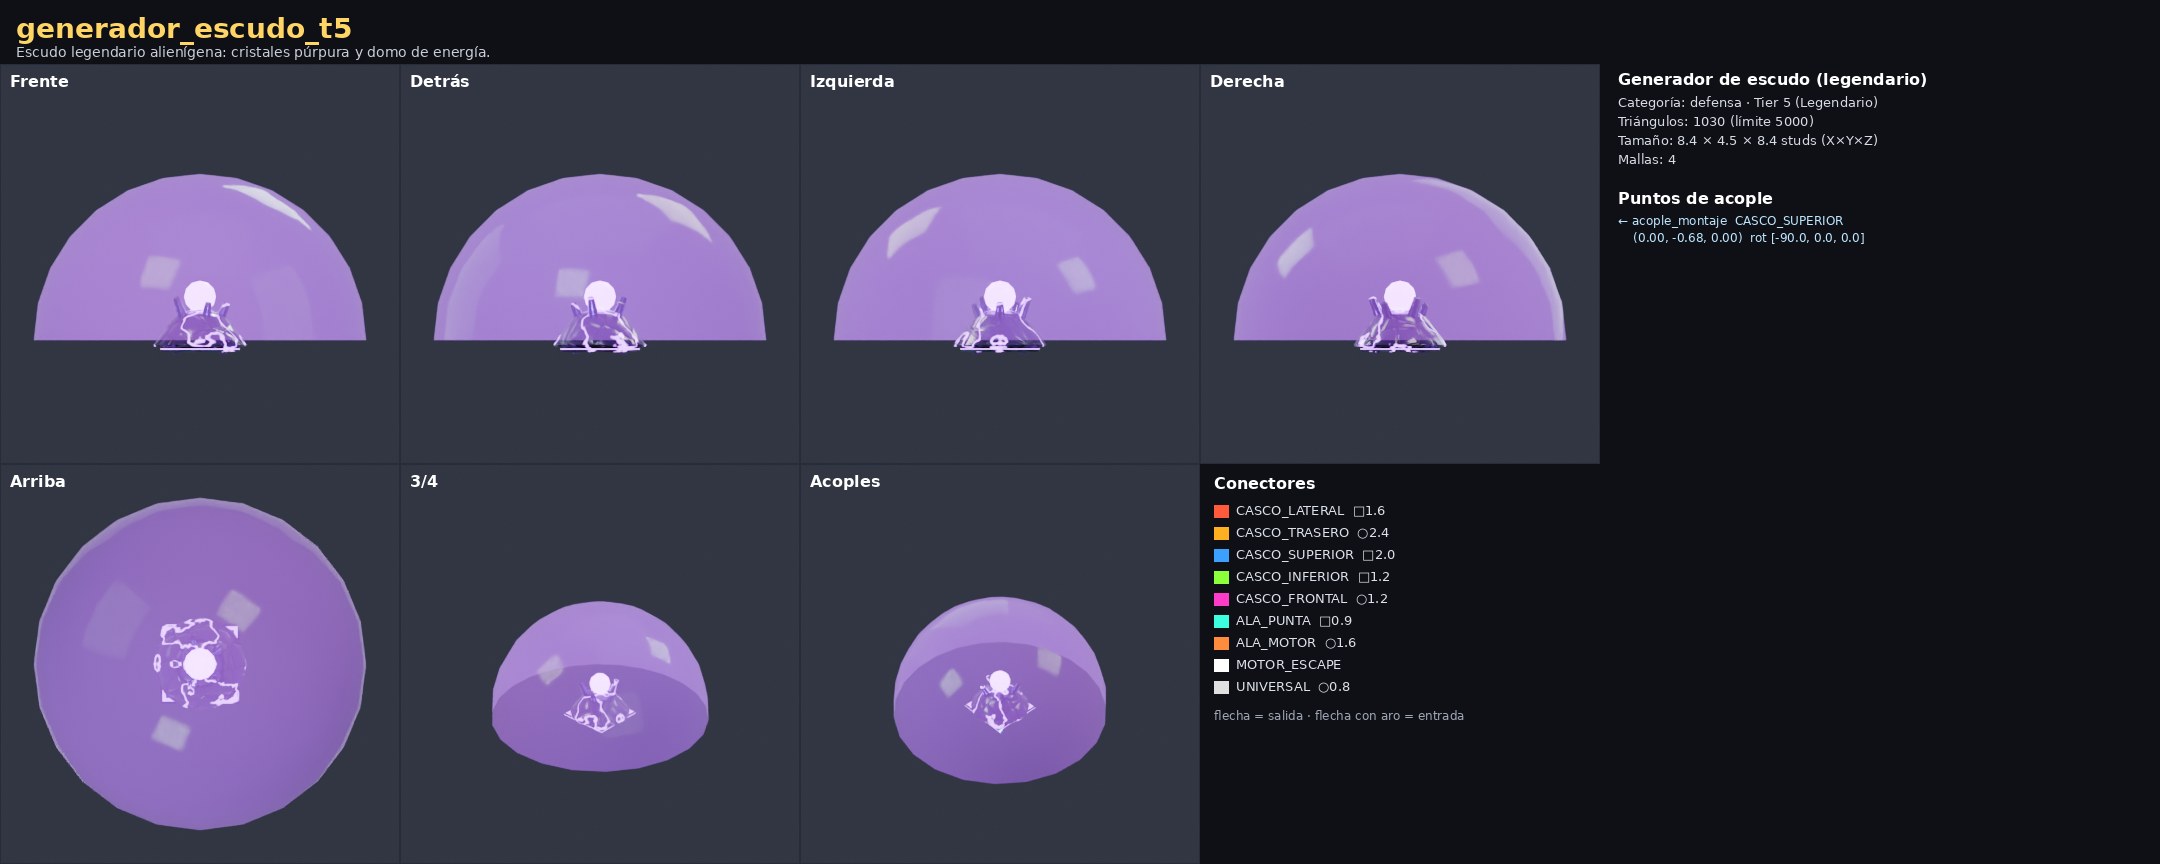 generador_escudo_t5
Escudo legendario alienígena: cristales púrpura y domo de energía.
Frente
Detrás
Izquierda
Derecha
Generador de escudo (legendario)
Categoría: defensa · Tier 5 (Legendario)
Triángulos: 1030 (límite 5000)
Tamaño: 8.4 × 4.5 × 8.4 studs (X×Y×Z)
Mallas: 4
Puntos de acople
← acople_montaje CASCO_SUPERIOR
(0.00, -0.68, 0.00) rot [-90.0, 0.0, 0.0]
Arriba
3/4
Acoples
Conectores
CASCO_LATERAL □1.6
CASCO_TRASERO ○2.4
CASCO_SUPERIOR □2.0
CASCO_INFERIOR □1.2
CASCO_FRONTAL ○1.2
ALA_PUNTA □0.9
ALA_MOTOR ○1.6
MOTOR_ESCAPE
UNIVERSAL ○0.8
flecha = salida · flecha con aro = entrada